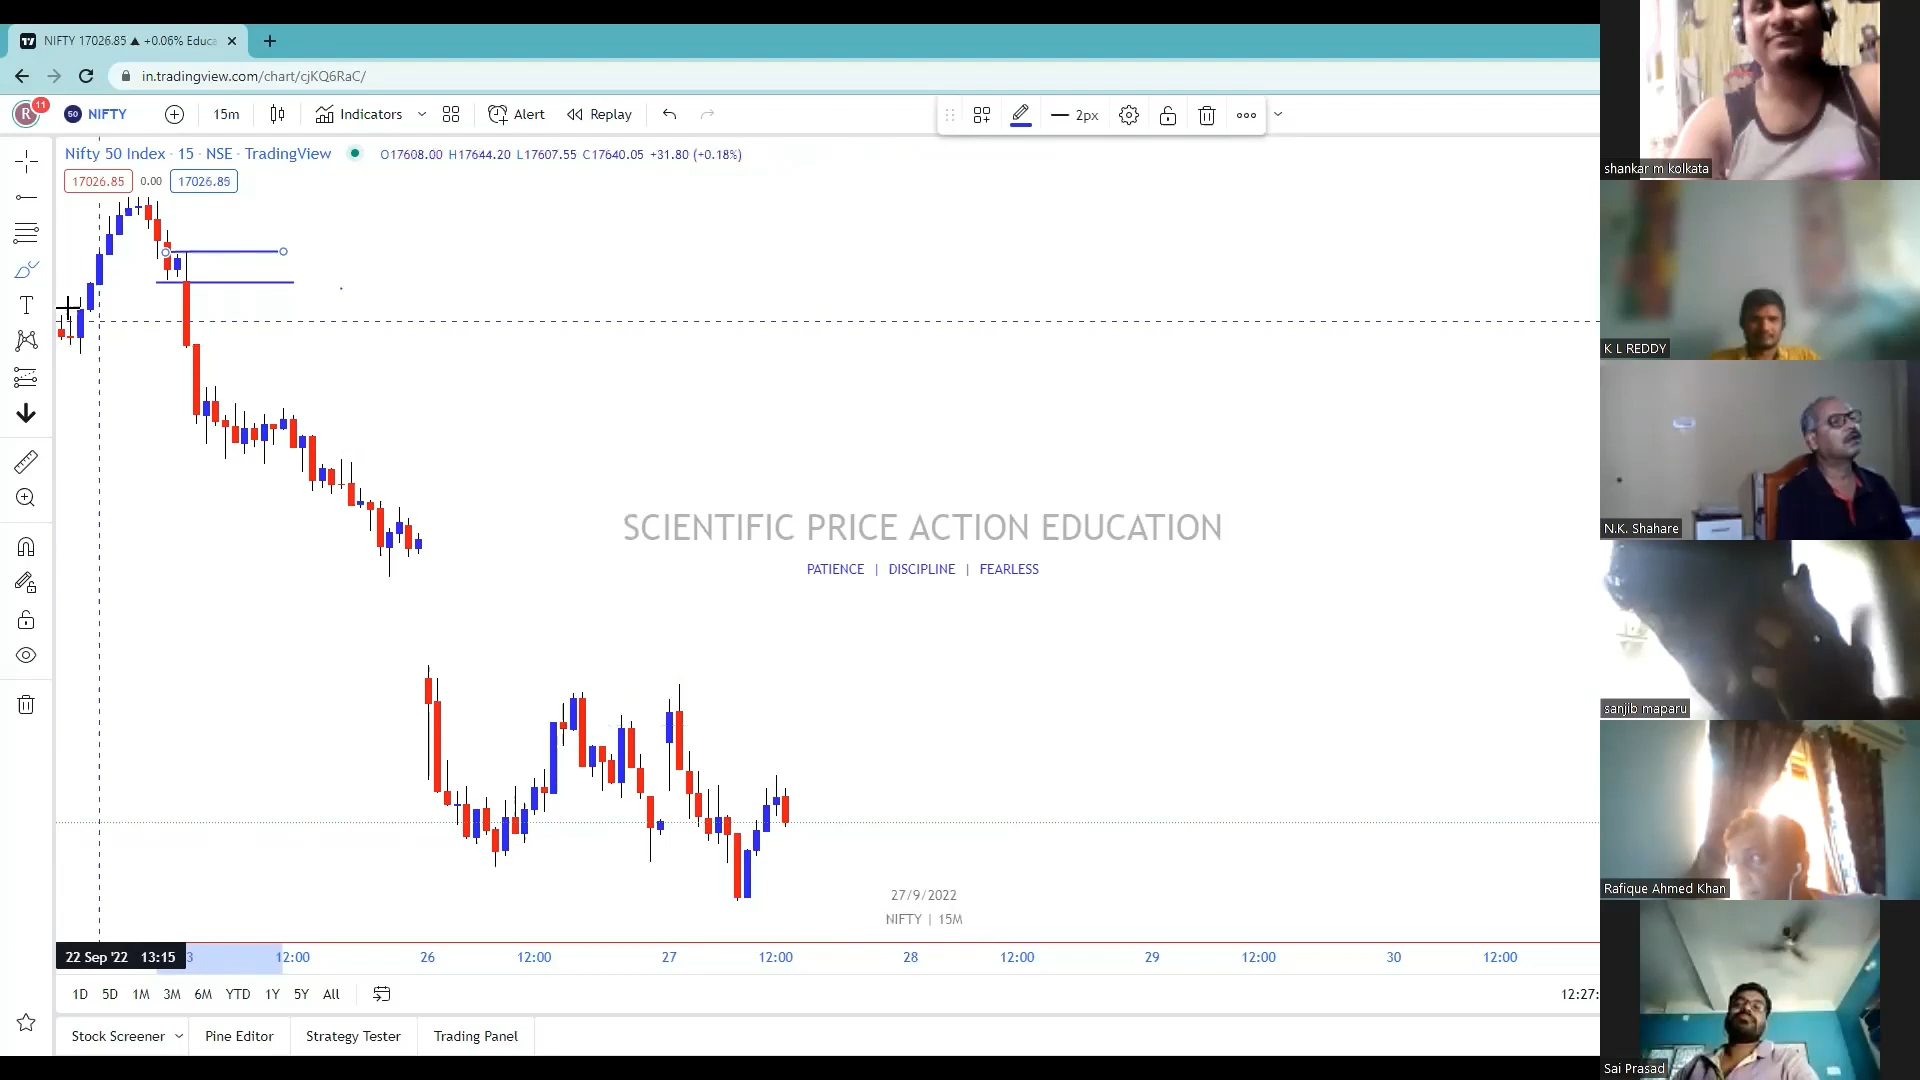 NIFTY 17026.85 ▲ +0.06% Educa
in.tradingview.com/chart/cjKQ6RaC/
R 11 50 NIFTY 15m Indicators Alert Replay 2px
Nifty 50 Index · 15 · NSE · TradingView O17608.00 H17644.20 L17607.55 C17640.05 +31.80 (+0.18%)
17026.85 0.00 17026.85
SCIENTIFIC PRICE ACTION EDUCATION
PATIENCE | DISCIPLINE | FEARLESS
27/9/2022
NIFTY | 15M
22 Sep '22 13:15 3 12:00 26 12:00 27 12:00 28 12:00 29 12:00 30 12:00
1D 5D 1M 3M 6M YTD 1Y 5Y All 12:27:
Stock Screener Pine Editor Strategy Tester Trading Panel
shankar m kolkata
K L REDDY
N.K. Shahare
sanjib maparu
Rafique Ahmed Khan
Sai Prasad